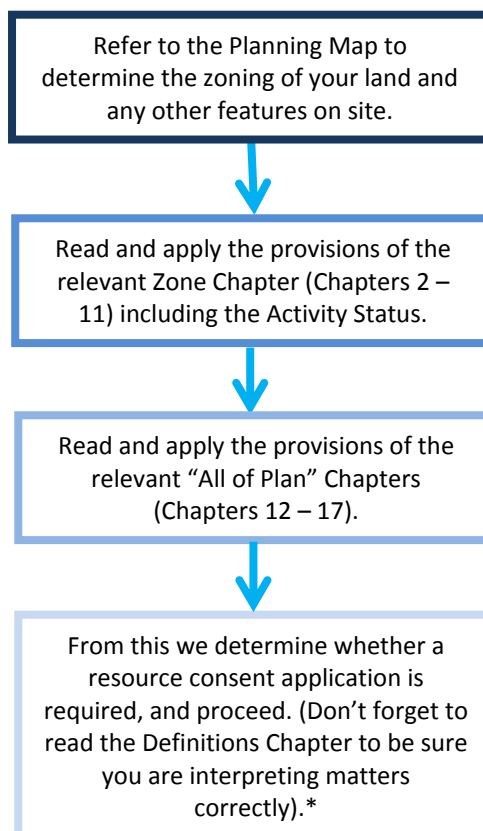 Refer to the Planning Map to
determine the zoning of your land and
any other features on site.
Read and apply the provisions of the
relevant Zone Chapter (Chapters 2 –
11) including the Activity Status.
Read and apply the provisions of the
relevant “All of Plan” Chapters
(Chapters 12 – 17).
From this we determine whether a
resource consent application is
required, and proceed. (Don’t forget to
read the Definitions Chapter to be sure
you are interpreting matters
correctly).*